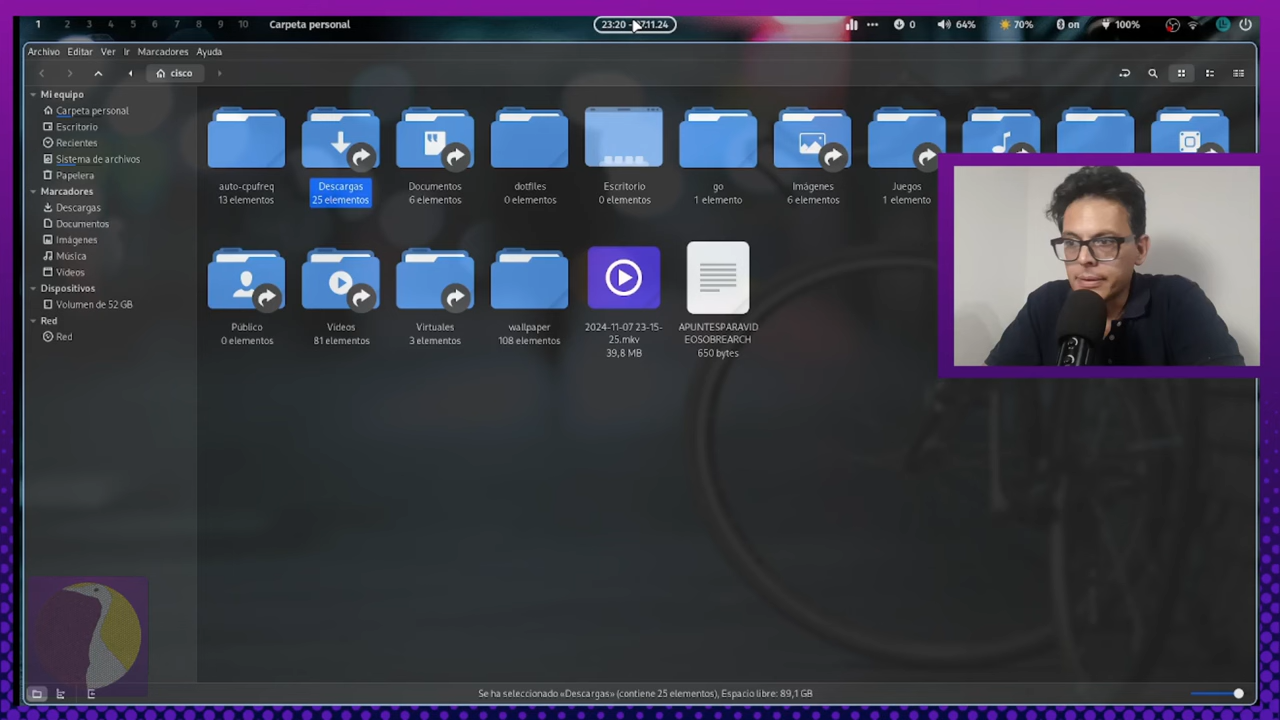 1 2 3 4 5 6 7 8 9 10 Carpeta personal 23:20 7.11.24 0 64% 70% on 100%
Archivo Editar Ver Ir Marcadores Ayuda
cisco
Mi equipo
Carpeta personal
Escritorio
Recientes
Sistema de archivos
Papelera
Marcadores
Descargas
Documentos
Imágenes
Música
Vídeos
Dispositivos
Volumen de 52 GB
Red
Red
auto-cpufreq
13 elementos
Descargas
25 elementos
Documentos
6 elementos
dotfiles
0 elementos
Escritorio
0 elementos
go
1 elemento
Imágenes
6 elementos
Juegos
1 elemento
Público
0 elementos
Vídeos
81 elementos
Virtuales
3 elementos
wallpaper
108 elementos
2024-11-07 23-15-
25.mkv
39,8 MB
APUNTESPARAVID
EOSOBREARCH
650 bytes
Se ha seleccionado «Descargas» (contiene 25 elementos), Espacio libre: 89,1 GB